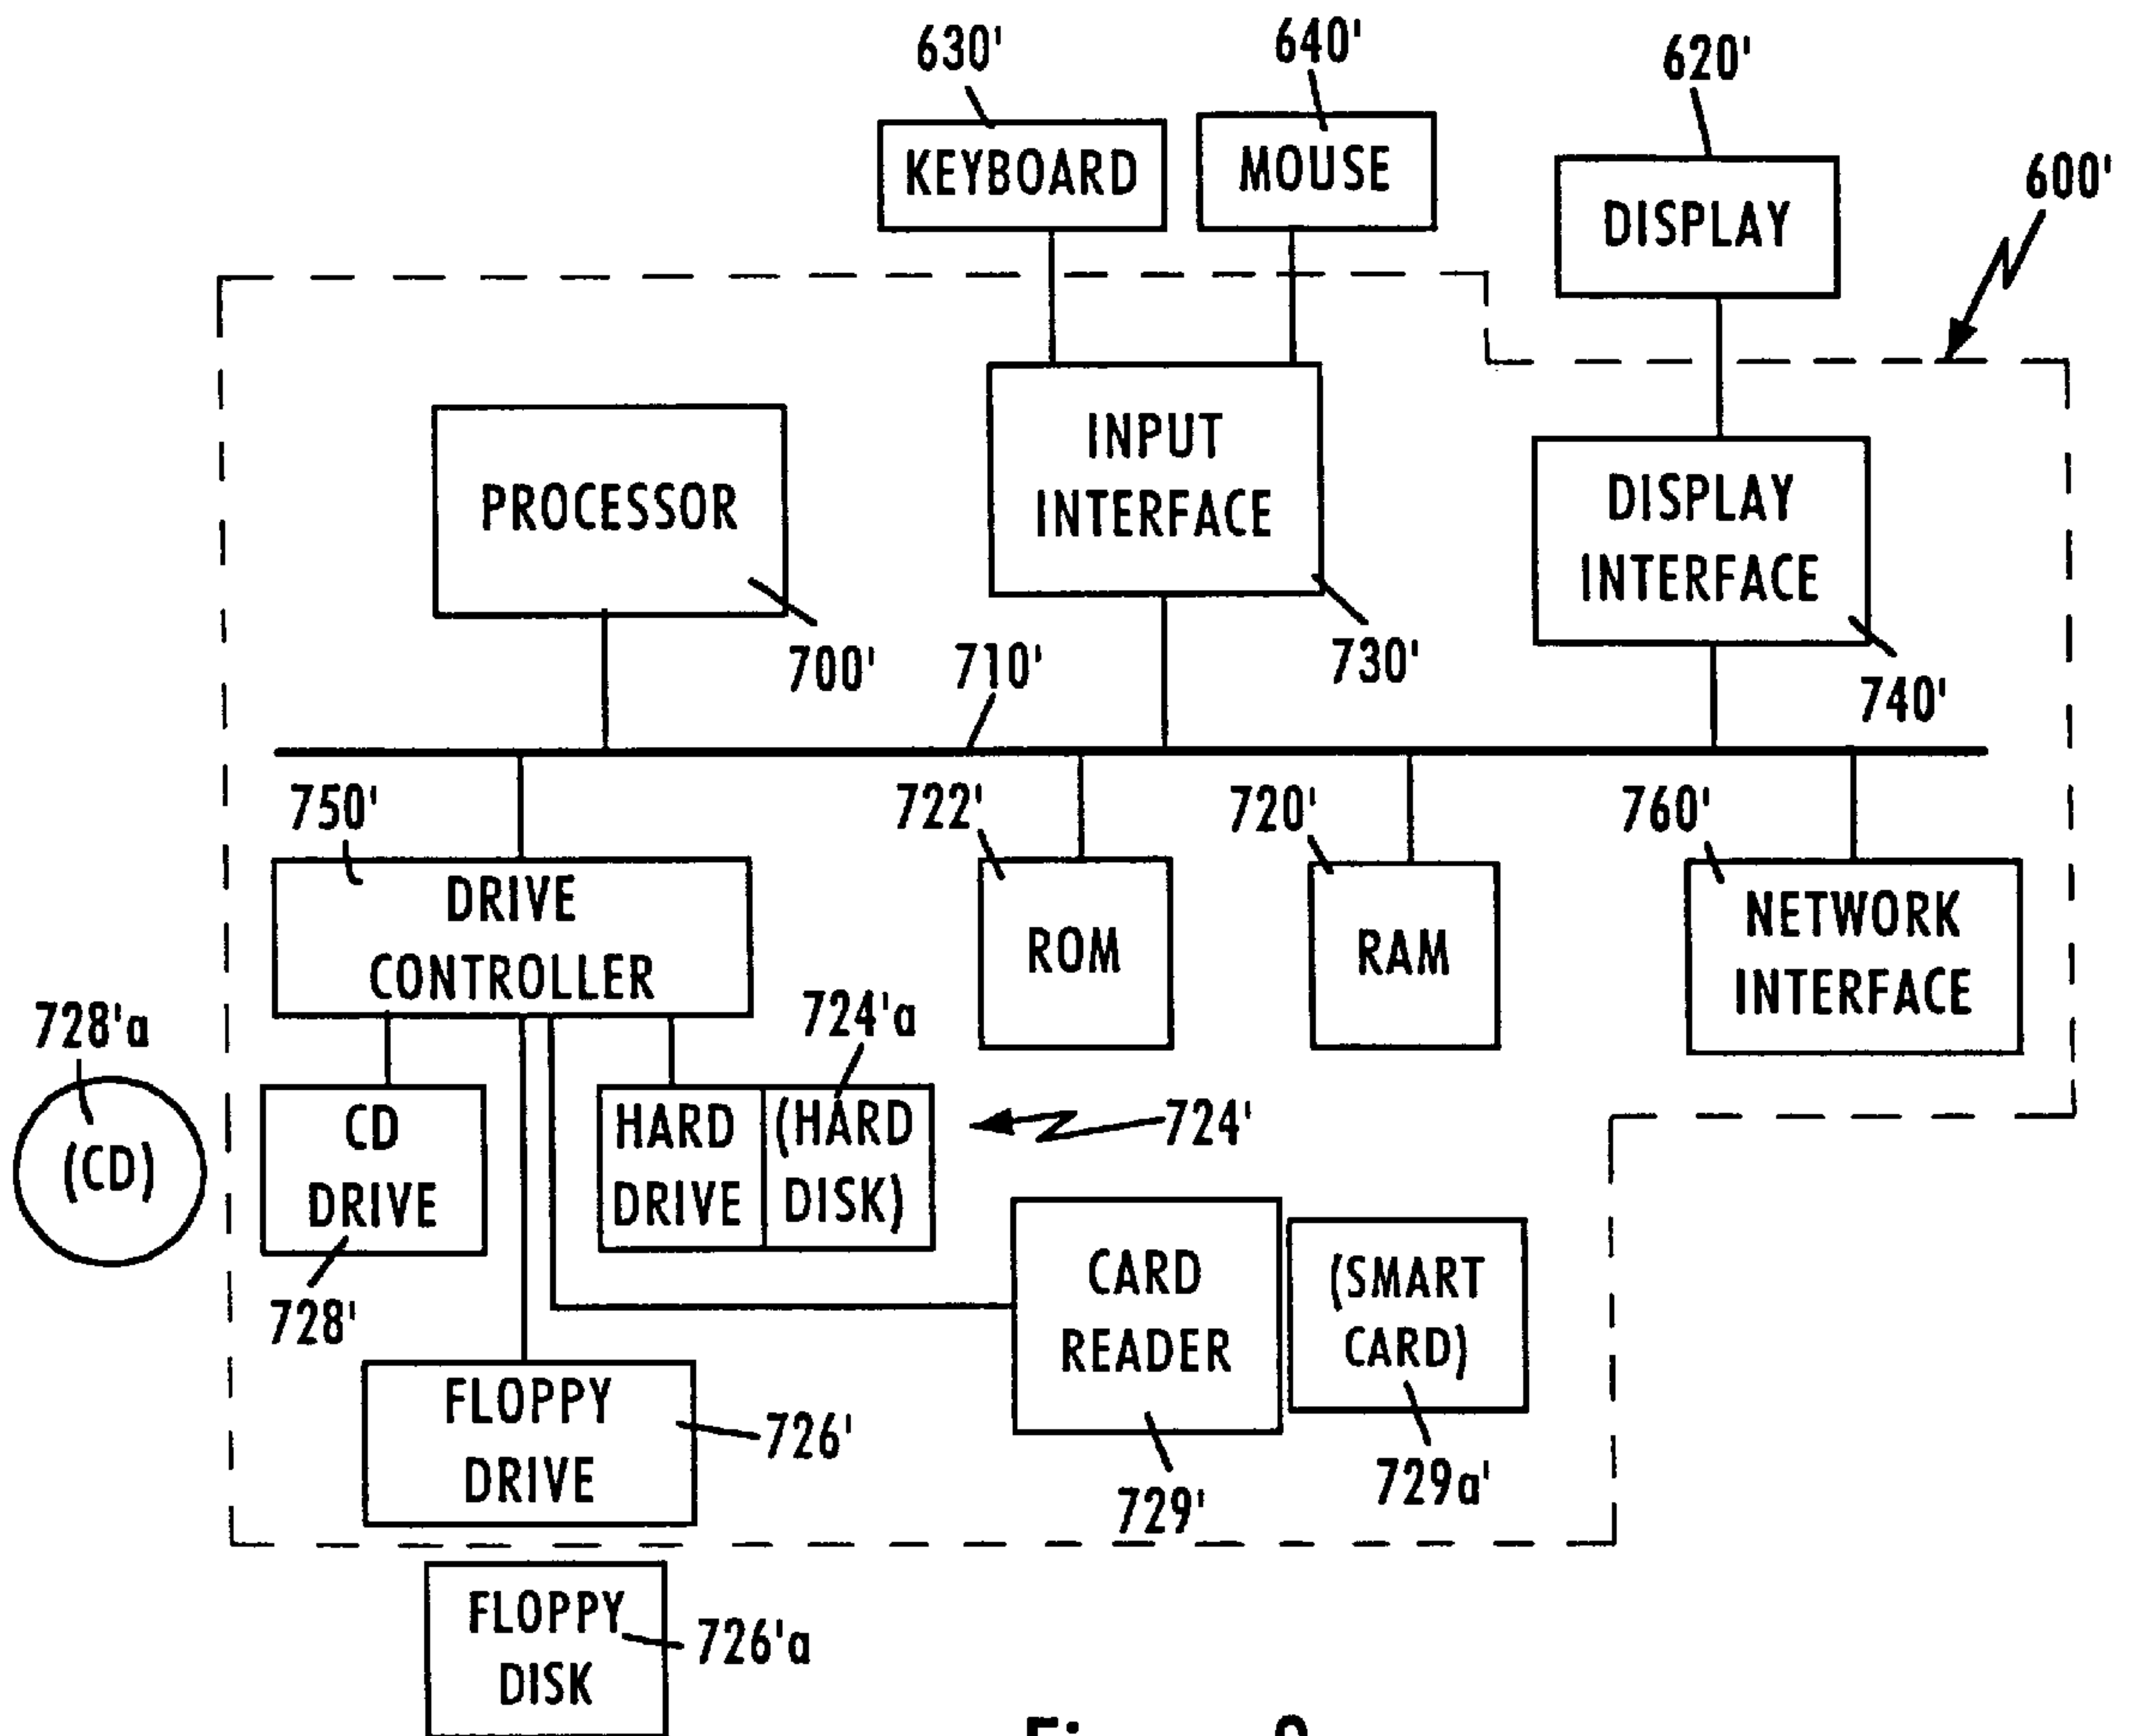 630'
640'
620'
600'
KEYBOARD
MOUSE
DISPLAY
PROCESSOR
700'
INPUT
INTERFACE
730'
DISPLAY
INTERFACE
740'
710'
750'
722'
720'
760'
DRIVE
CONTROLLER
ROM
RAM
NETWORK
INTERFACE
728'a
(CD)
724'a
CD
DRIVE
728'
HARD
DRIVE
(HARD
DISK)
724'
CARD
READER
729'
(SMART
CARD)
729a'
FLOPPY
DRIVE
726'
FLOPPY
DISK
726'a